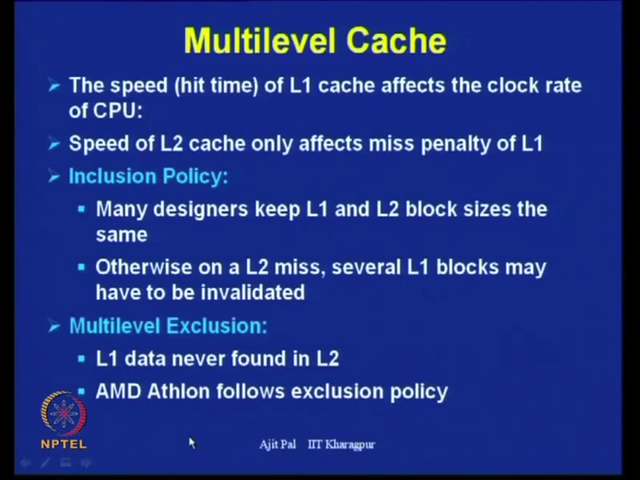 Multilevel Cache
The speed (hit time) of L1 cache affects the clock rate
of CPU:
Speed of L2 cache only affects miss penalty of L1
Inclusion Policy:
Many designers keep L1 and L2 block sizes the
same
Otherwise on a L2 miss, several L1 blocks may
have to be invalidated
Multilevel Exclusion:
L1 data never found in L2
AMD Athlon follows exclusion policy
NPTEL
Ajit Pal IIT Kharagpur